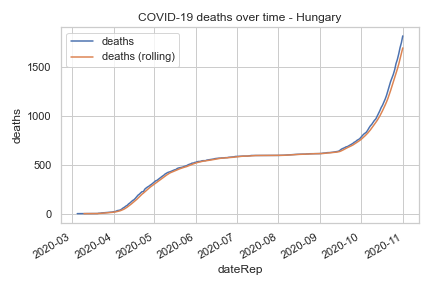 COVID-19 deaths over time - Hungary
deaths
deaths (rolling)
1500
1000
500
0
deaths
2020-03
2020-04
2020-05
2020-06
2020-07
2020-08
2020-09
2020-10
2020-11
dateRep